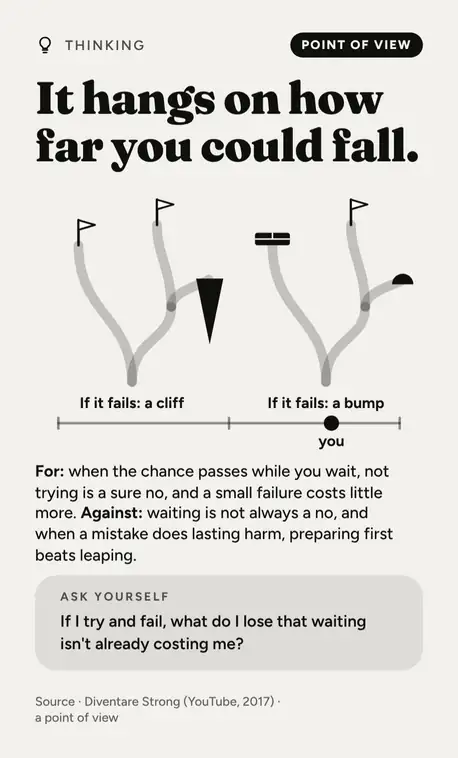 THINKING
POINT OF VIEW
It hangs on how
far you could fall.
If it fails: a cliff
If it fails: a bump
you
For: when the chance passes while you wait, not
trying is a sure no, and a small failure costs little
more. Against: waiting is not always a no, and
when a mistake does lasting harm, preparing first
beats leaping.
ASK YOURSELF
If I try and fail, what do I lose that waiting
isn't already costing me?
Source · Diventare Strong (YouTube, 2017) ·
a point of view